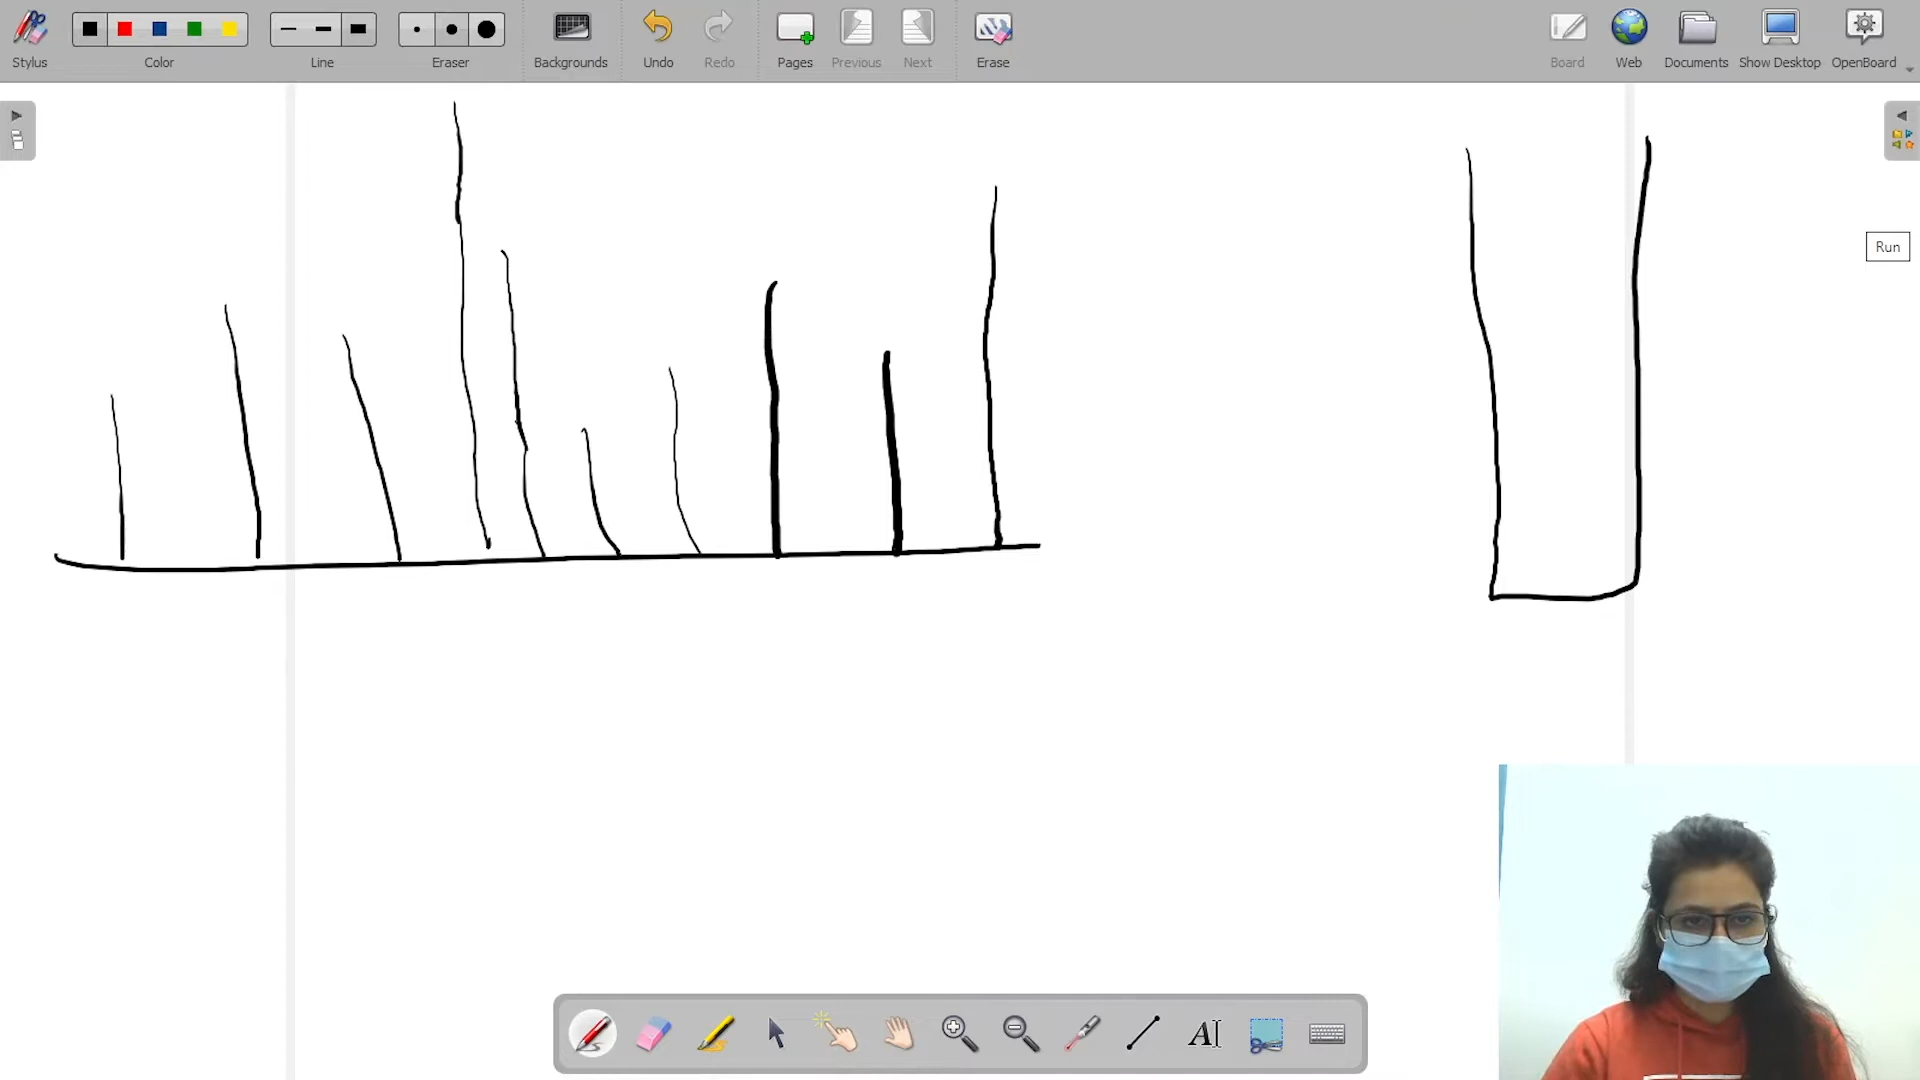 Stylus
Color
Line
Eraser
Backgrounds
Undo
Redo
Pages
Previous
Next
Erase
Board
Web
Documents
Show Desktop
OpenBoard
Run
A